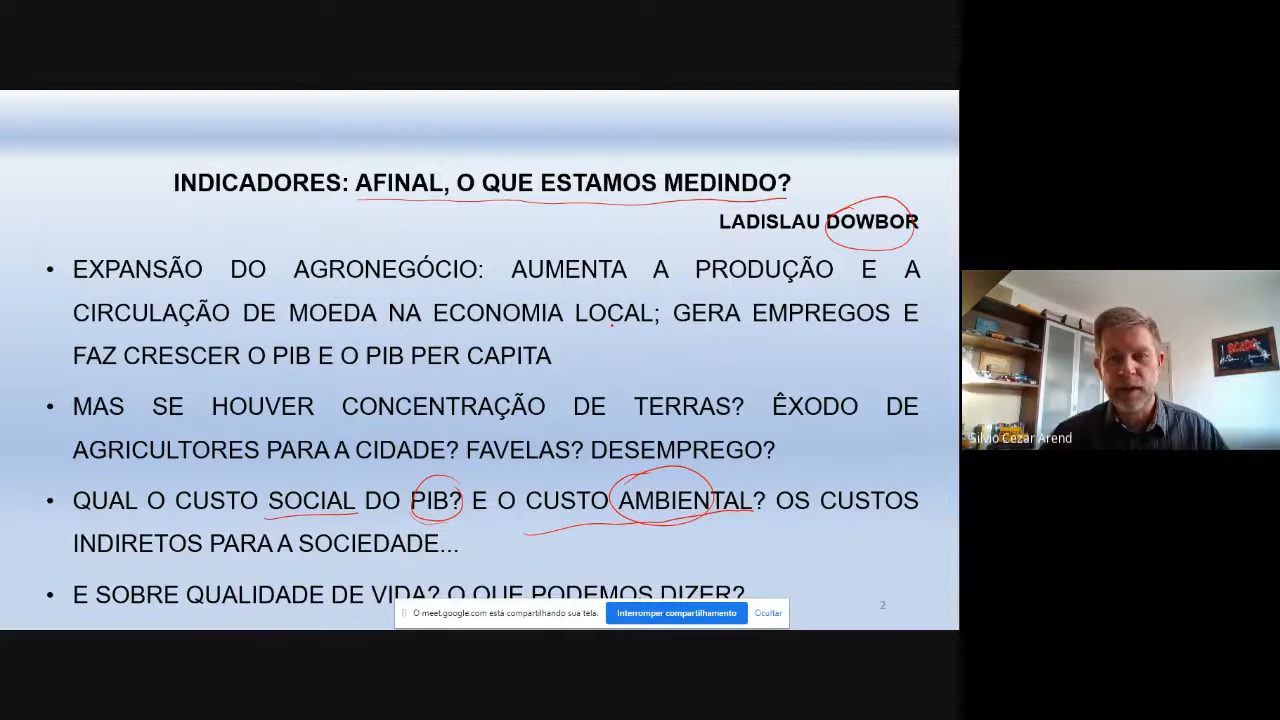 INDICADORES: AFINAL, O QUE ESTAMOS MEDINDO?
LADISLAU DOWBOR
• EXPANSÃO DO AGRONEGÓCIO: AUMENTA A PRODUÇÃO E A
CIRCULAÇÃO DE MOEDA NA ECONOMIA LOCAL; GERA EMPREGOS E
FAZ CRESCER O PIB E O PIB PER CAPITA
• MAS SE HOUVER CONCENTRAÇÃO DE TERRAS? ÊXODO DE
AGRICULTORES PARA A CIDADE? FAVELAS? DESEMPREGO?
• QUAL O CUSTO SOCIAL DO PIB? E O CUSTO AMBIENTAL? OS CUSTOS
INDIRETOS PARA A SOCIEDADE...
• E SOBRE QUALIDADE DE VIDA? O QUE PODEMOS DIZER?
2
O meet.google.com está compartilhando sua tela.
Interromper compartilhamento
Ocultar
Silvio Cezar Arend